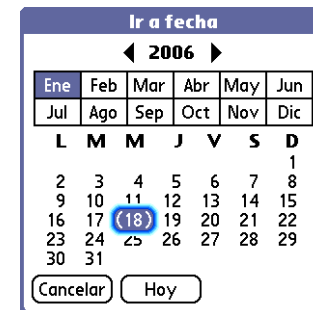 Ir a fecha
2006
Ene Feb Mar Abr May Jun
Jul Ago Sep Oct Nov Dic
L M M J V S D
1
2 3 4 5 6 7 8
9 10 11 12 13 14 15
16 17 (18) 19 20 21 22
23 24 25 26 27 28 29
30 31
Cancelar Hoy